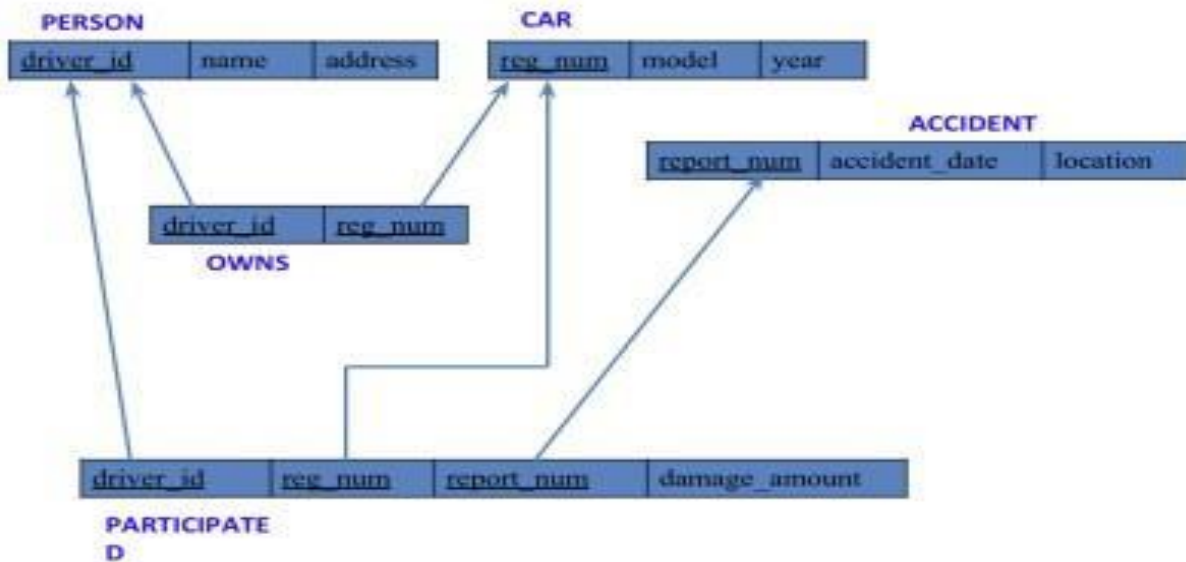 PERSON
driver_id name address
CAR
reg_num model year
ACCIDENT
report_num accident_date location
driver_id reg_num
OWNS
driver_id reg_num report_num damage_amount
PARTICIPATE
D